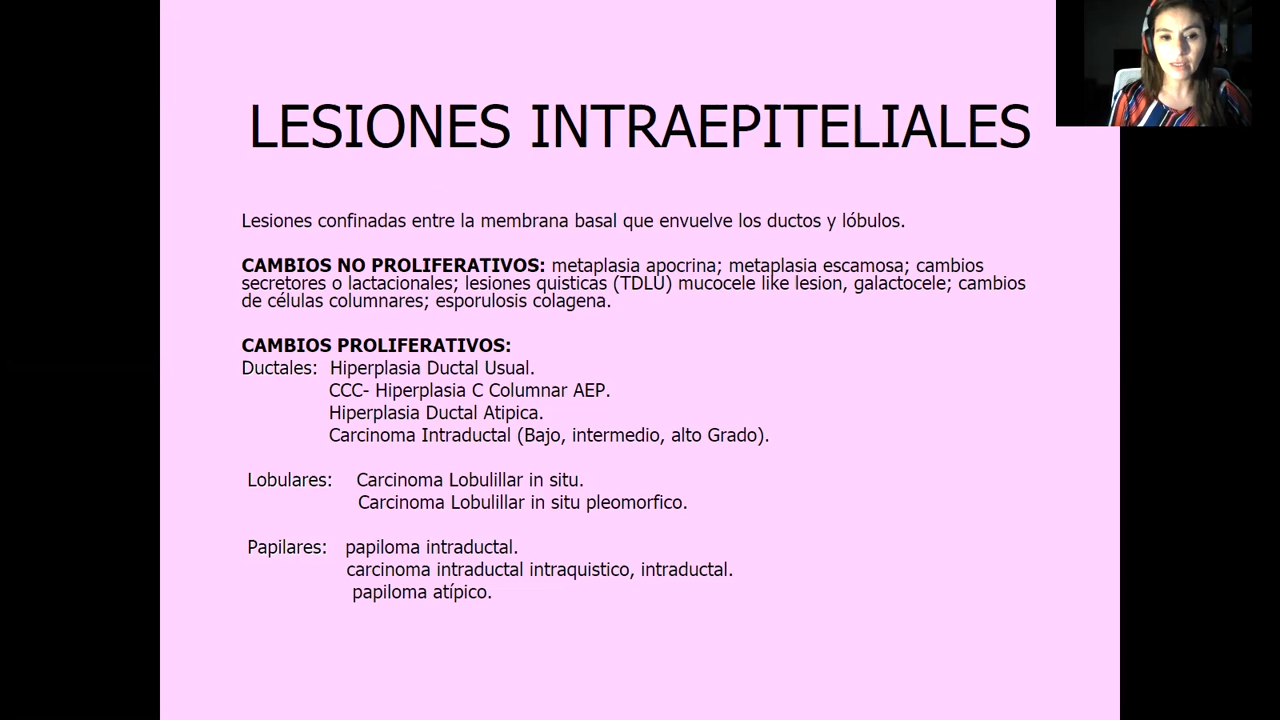 LESIONES INTRAEPITELIALES
Lesiones confinadas entre la membrana basal que envuelve los ductos y lóbulos.
CAMBIOS NO PROLIFERATIVOS: metaplasia apocrina; metaplasia escamosa; cambios
secretores o lactacionales; lesiones quisticas (TDLU) mucocele like lesion, galactocele; cambios
de células columnares; esporulosis colagena.
CAMBIOS PROLIFERATIVOS:
Ductales: Hiperplasia Ductal Usual.
CCC- Hiperplasia C Columnar AEP.
Hiperplasia Ductal Atipica.
Carcinoma Intraductal (Bajo, intermedio, alto Grado).
Lobulares: Carcinoma Lobulillar in situ.
Carcinoma Lobulillar in situ pleomorfico.
Papilares: papiloma intraductal.
carcinoma intraductal intraquistico, intraductal.
papiloma atípico.